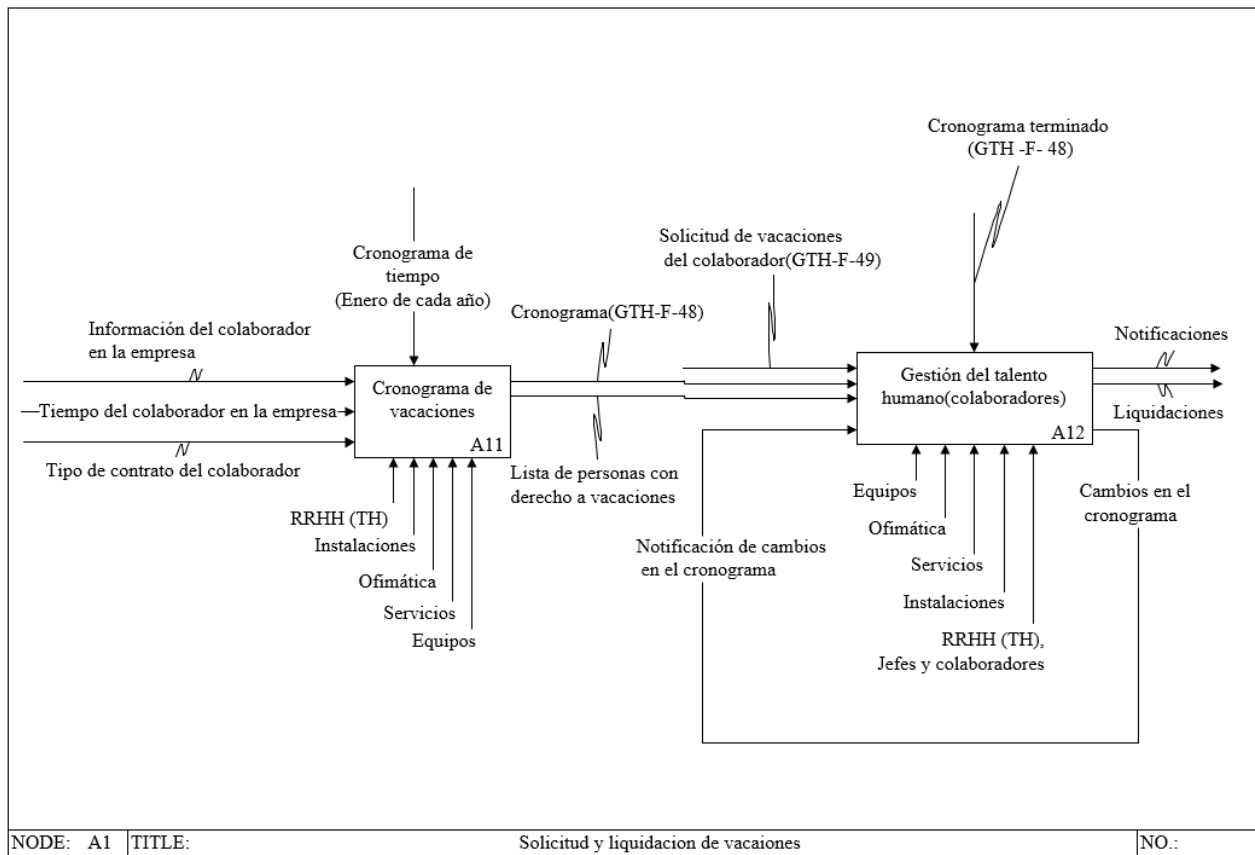 Cronograma terminado
(GTH -F- 48)
Solicitud de vacaciones
del colaborador(GTH-F-49)
Cronograma de
tiempo
(Enero de cada año)
Cronograma(GTH-F-48)
Información del colaborador
en la empresa
Notificaciones
Cronograma de
vacaciones
A11
Gestión del talento
humano(colaboradores)
A12
Tiempo del colaborador en la empresa
Liquidaciones
Tipo de contrato del colaborador
Lista de personas con
derecho a vacaciones
Equipos
Cambios en el
cronograma
RRHH (TH)
Ofimática
Instalaciones
Notificación de cambios
en el cronograma
Servicios
Ofimática
Instalaciones
Servicios
Equipos
RRHH (TH),
Jefes y colaboradores
NODE: A1 TITLE: Solicitud y liquidacion de vacaiones NO.: